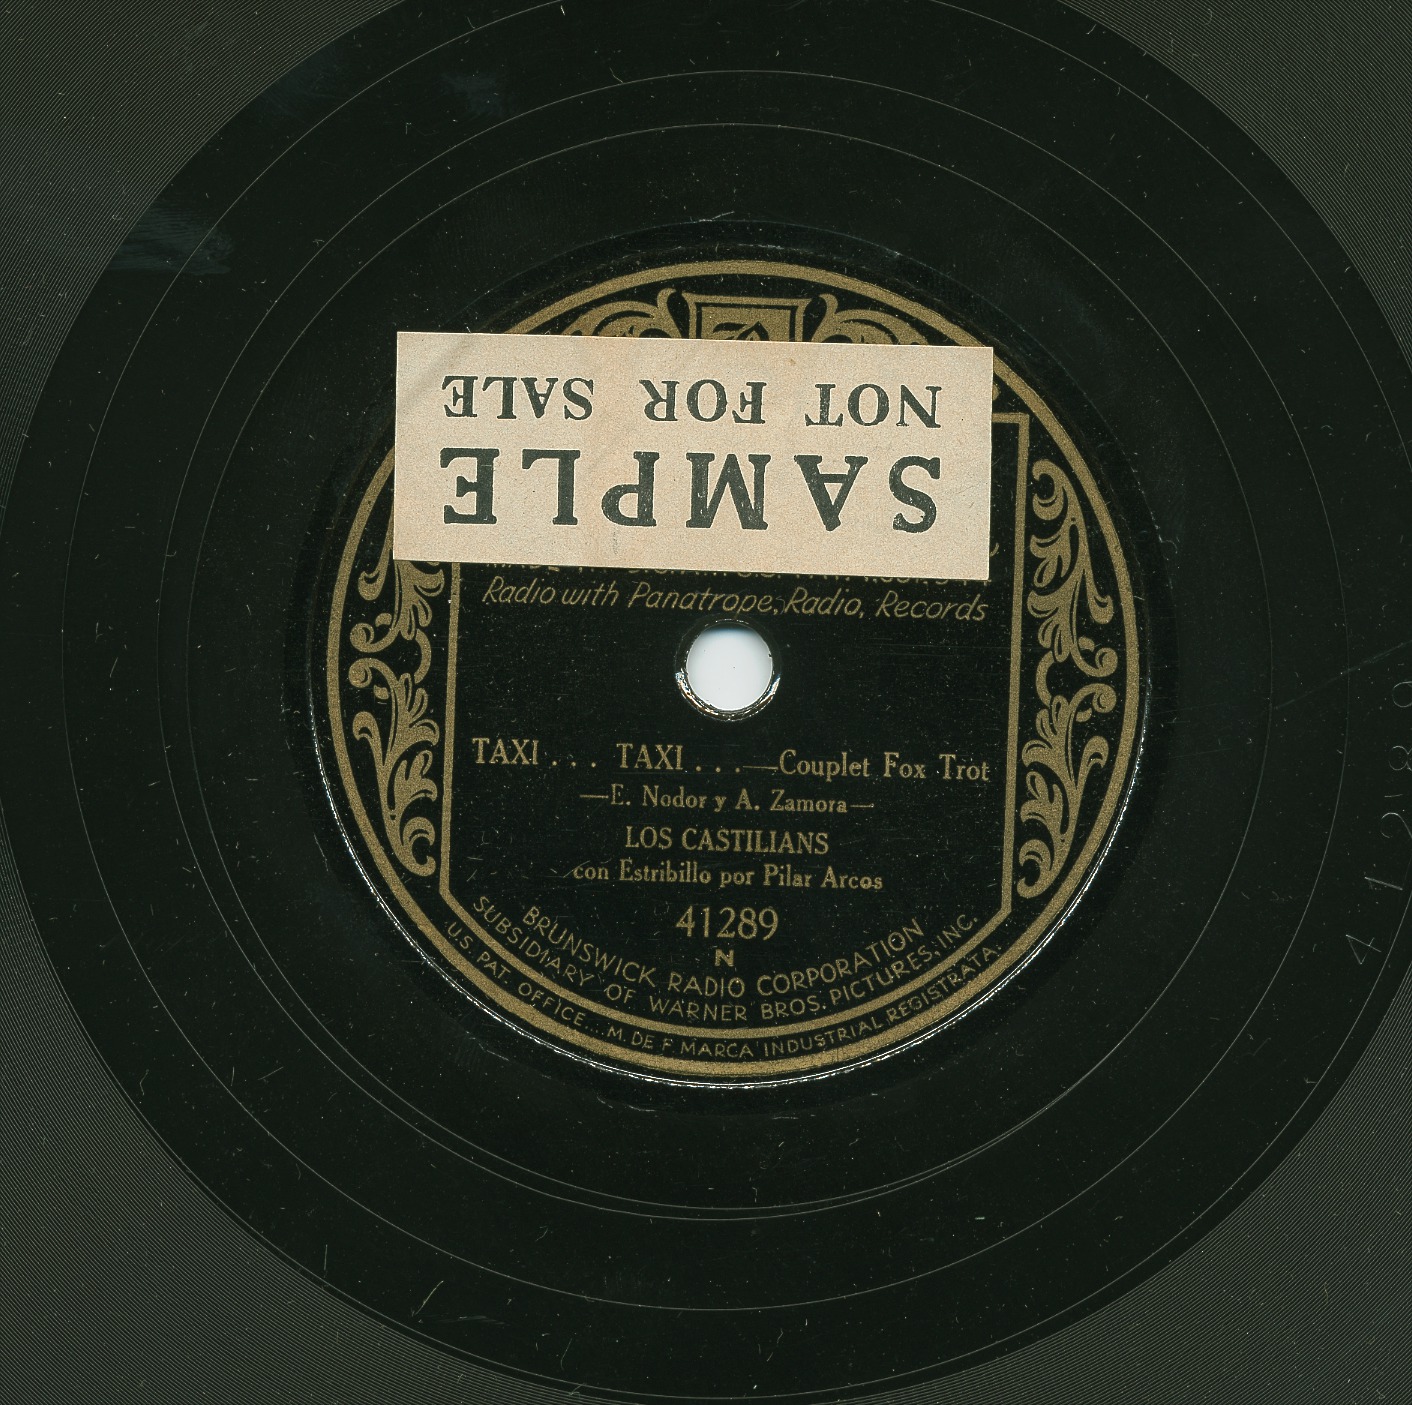 SAMPLE
NOT FOR SALE
Radio with Panatrope, Radio, Records
TAXI . . . TAXI . . . —Couplet Fox Trot
—E. Nodor y A. Zamora—
LOS CASTILIANS
con Estribillo por Pilar Arcos
41289
N
BRUNSWICK RADIO CORPORATION
SUBSIDIARY OF WARNER BROS. PICTURES, INC.
U.S. PAT. OFFICE... M. DE F. MARCA INDUSTRIAL REGISTRATA.
41289